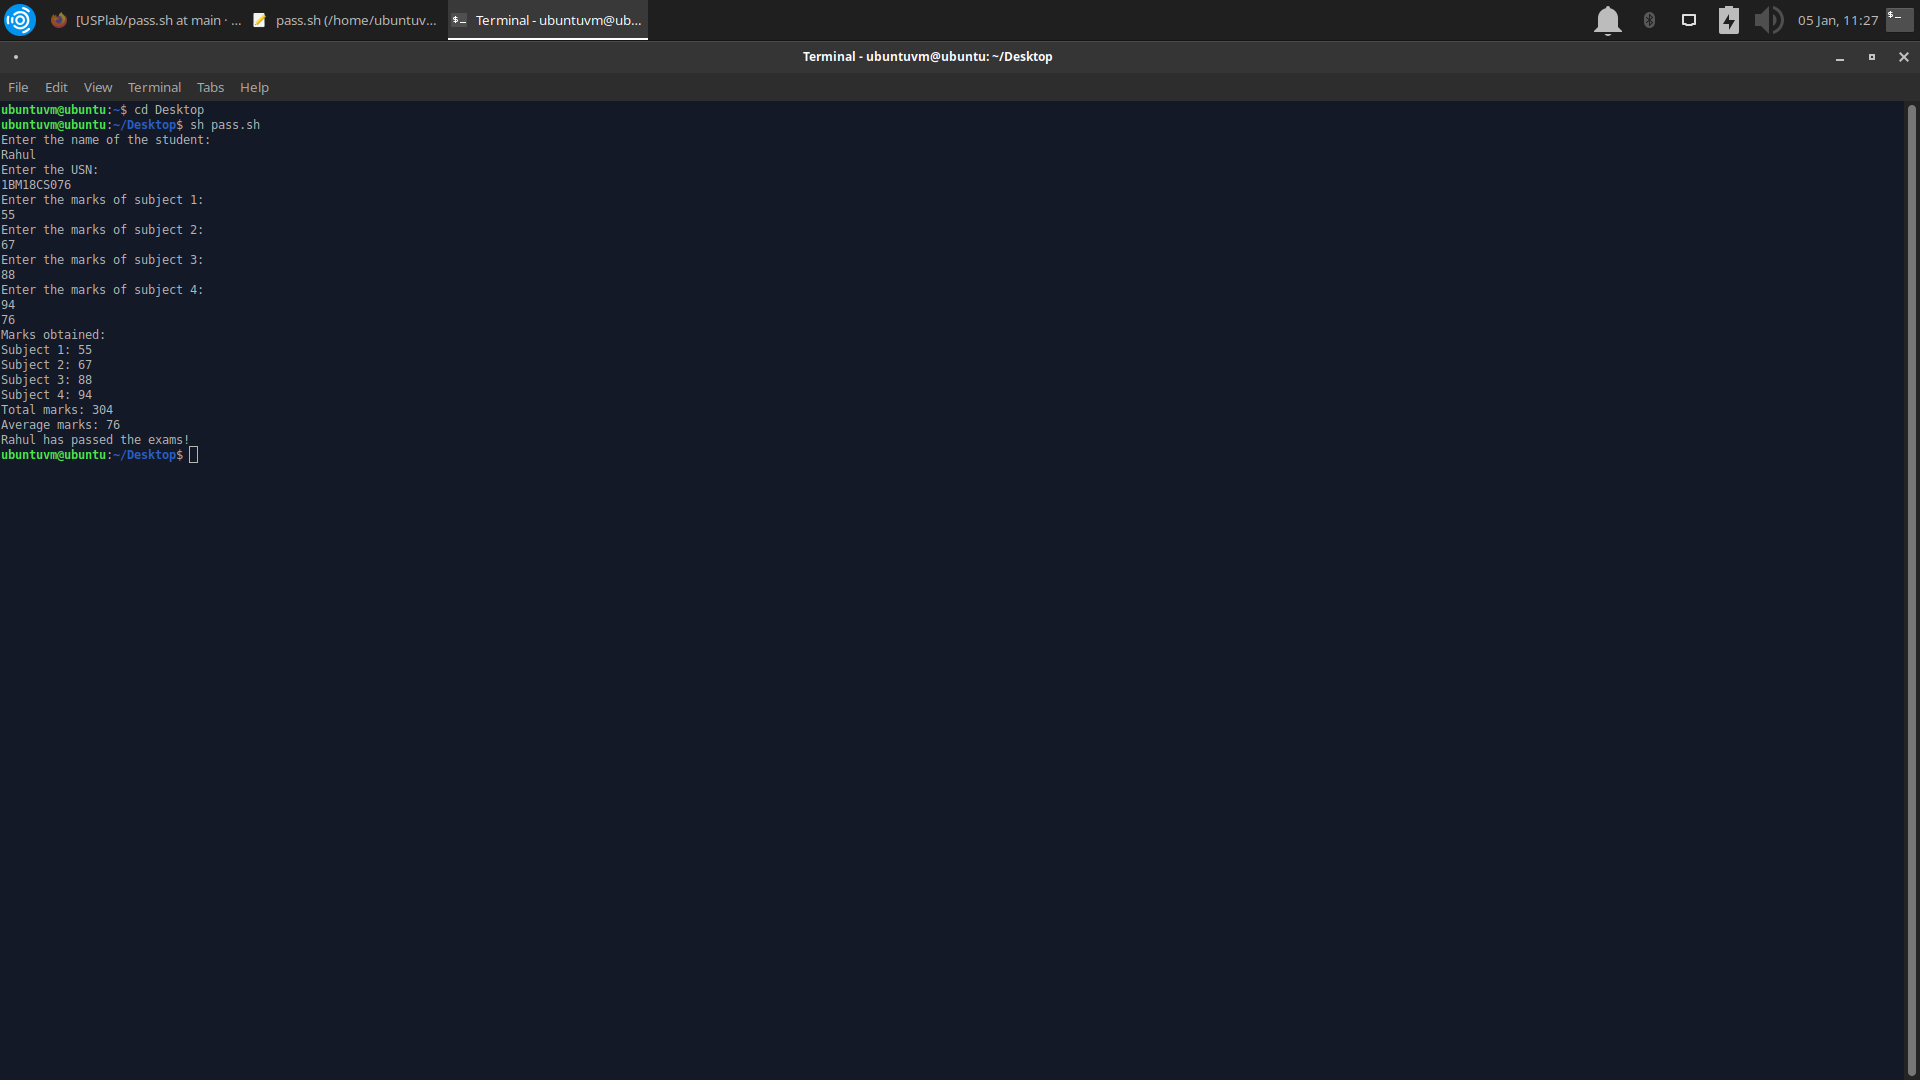 [USPlab/pass.sh at main · ... pass.sh (/home/ubuntuv... Terminal - ubuntuvm@ub... 05 Jan, 11:27
Terminal - ubuntuvm@ubuntu: ~/Desktop
File Edit View Terminal Tabs Help
ubuntuvm@ubuntu:~$ cd Desktop
ubuntuvm@ubuntu:~/Desktop$ sh pass.sh
Enter the name of the student:
Rahul
Enter the USN:
1BM18CS076
Enter the marks of subject 1:
55
Enter the marks of subject 2:
67
Enter the marks of subject 3:
88
Enter the marks of subject 4:
94
76
Marks obtained:
Subject 1: 55
Subject 2: 67
Subject 3: 88
Subject 4: 94
Total marks: 304
Average marks: 76
Rahul has passed the exams!
ubuntuvm@ubuntu:~/Desktop$